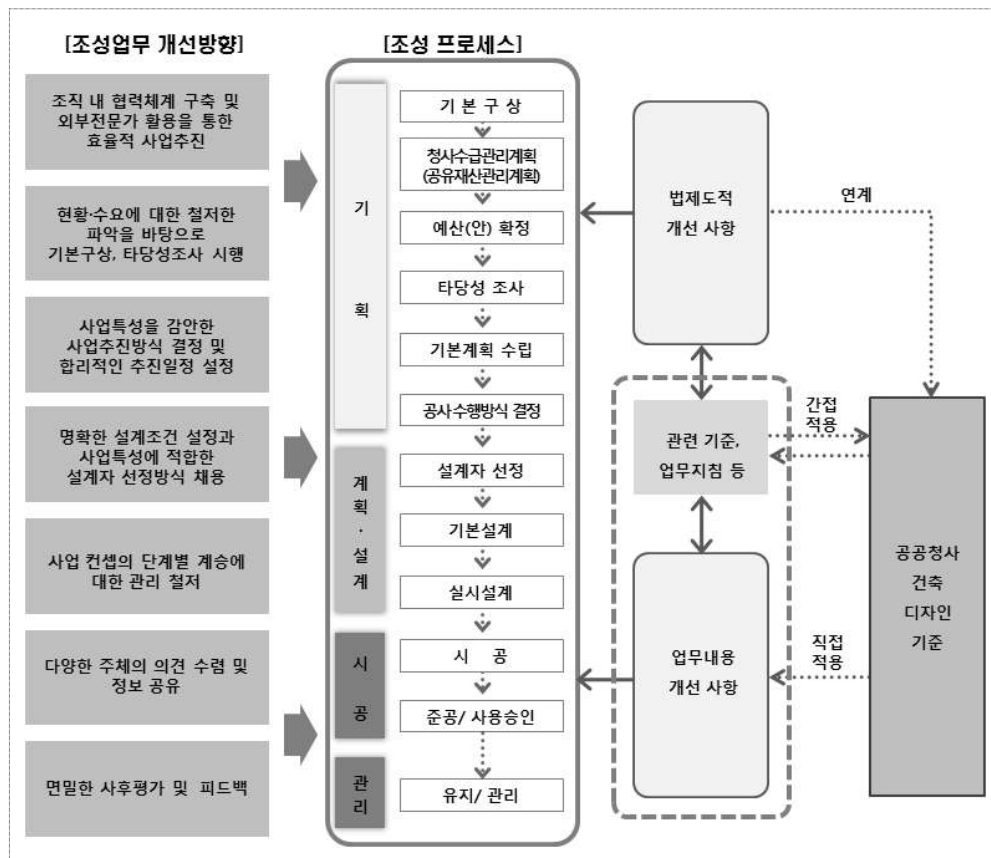 [조성업무 개선방향]
조직 내 협력체계 구축 및
외부전문가 활용을 통한
효율적 사업추진
현황·수요에 대한 철저한
파악을 바탕으로
기본구상, 타당성조사 시행
사업특성을 감안한
사업추진방식 결정 및
합리적인 추진일정 설정
명확한 설계조건 설정과
사업특성에 적합한
설계자 선정방식 채용
사업 컨셉의 단계별 계승에
대한 관리 철저
다양한 주체의 의견 수렴 및
정보 공유
면밀한 사후평가 및 피드백
[조성 프로세스]
기
획
계
획
·
설
계
시
공
관
리
기 본 구 상
청사수급관리계획
(공유재산관리계획)
예산(안) 확정
타당성 조사
기본계획 수립
공사수행방식 결정
설계자 선정
기본설계
실시설계
시 공
준공/ 사용승인
유지/ 관리
법제도적
개선 사항
관련 기준,
업무지침 등
업무내용
개선 사항
연계
간접
적용
직접
적용
공공청사
건축
디자인
기준